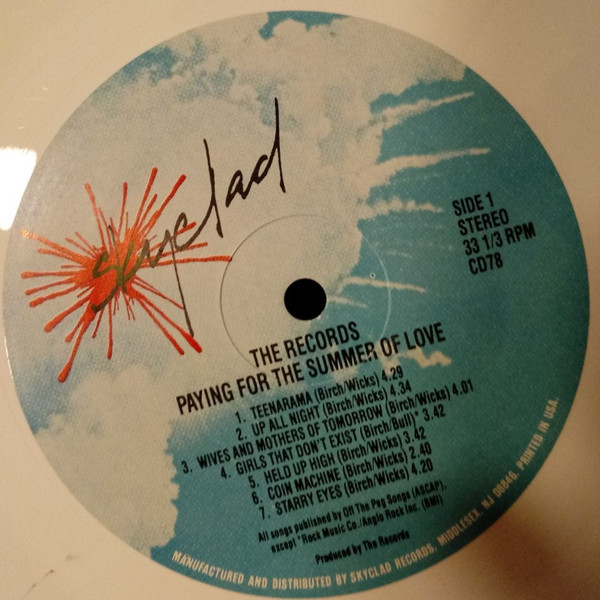 skyclad
SIDE 1
STEREO
33 1/3 RPM
CD78
THE RECORDS
PAYING FOR THE SUMMER OF LOVE
1. TEENARAMA (Birch/Wicks) 4.29
2. UP ALL NIGHT (Birch/Wicks) 4.34
3. WIVES AND MOTHERS OF TOMORROW (Birch/Wicks) 4.01
4. GIRLS THAT DON'T EXIST (Birch/Bull)* 3.42
5. HELD UP HIGH (Birch/Wicks) 3.42
6. COIN MACHINE (Birch/Wicks) 2.40
7. STARRY EYES (Birch/Wicks) 4.20
All songs published by Off The Peg Songs (ASCAP),
except *Rock Music Co./Anglo Rock Inc. (BMI)
Produced by The Records
MANUFACTURED AND DISTRIBUTED BY SKYCLAD RECORDS, MIDDLESEX, NJ 08846. PRINTED IN USA.